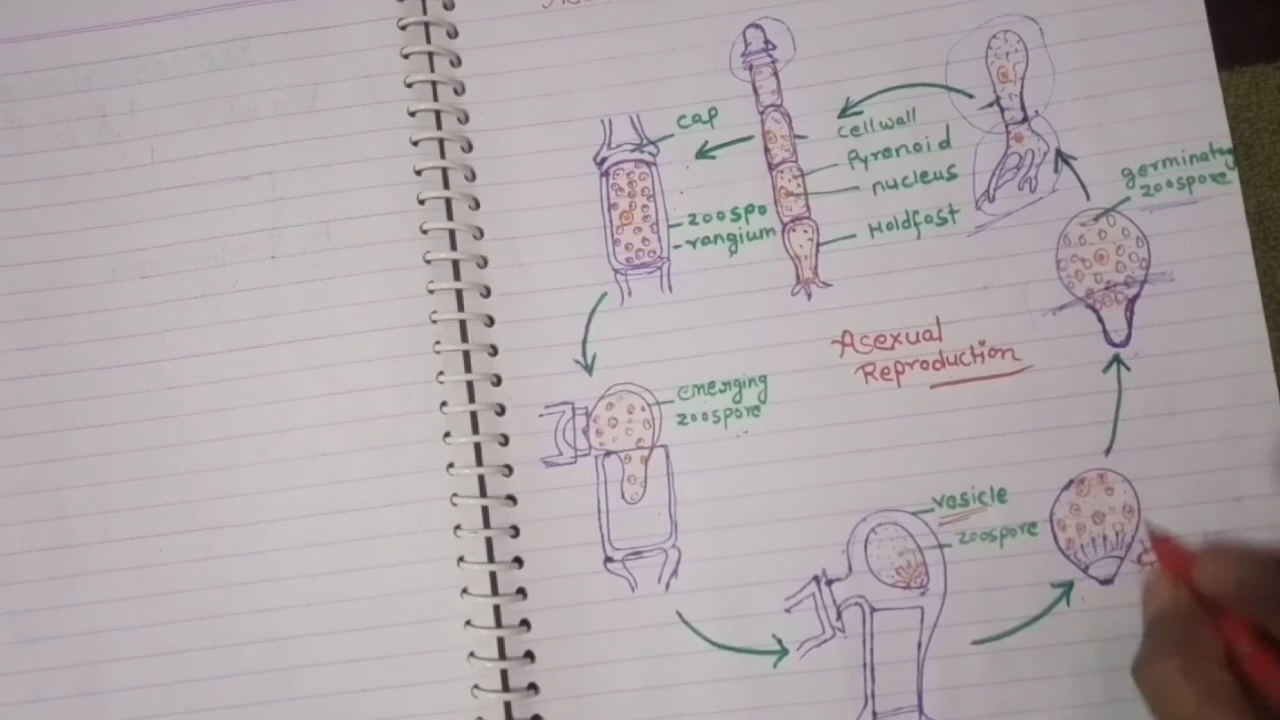 cap
zoospo
rangium
cellwall
Pyrenoid
nucleus
Holdfast
germinating
zoospore
Asexual
Reproduction
emerging
zoospore
vesicle
zoospore